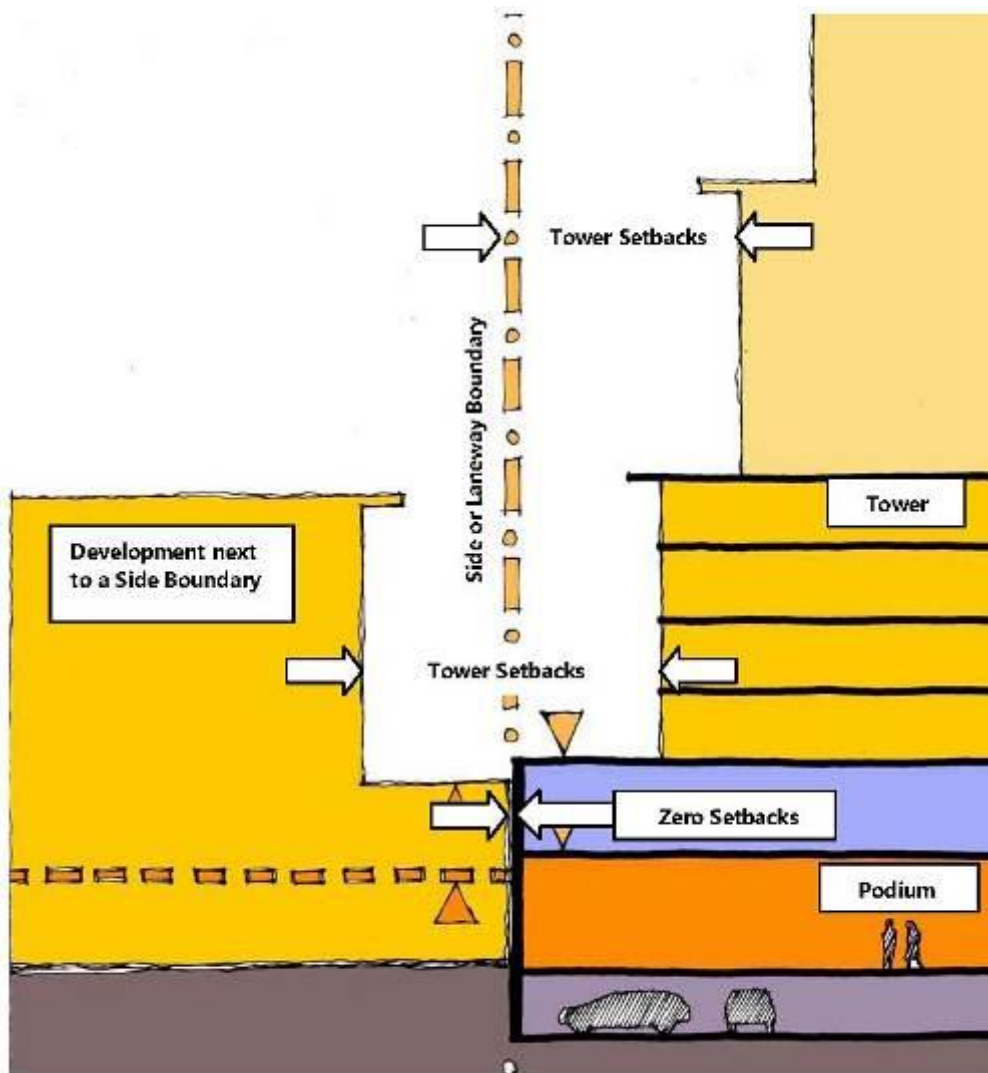 Tower Setbacks
Side or Laneway Boundary
Tower
Development next
to a Side Boundary
Tower Setbacks
Zero Setbacks
Podium